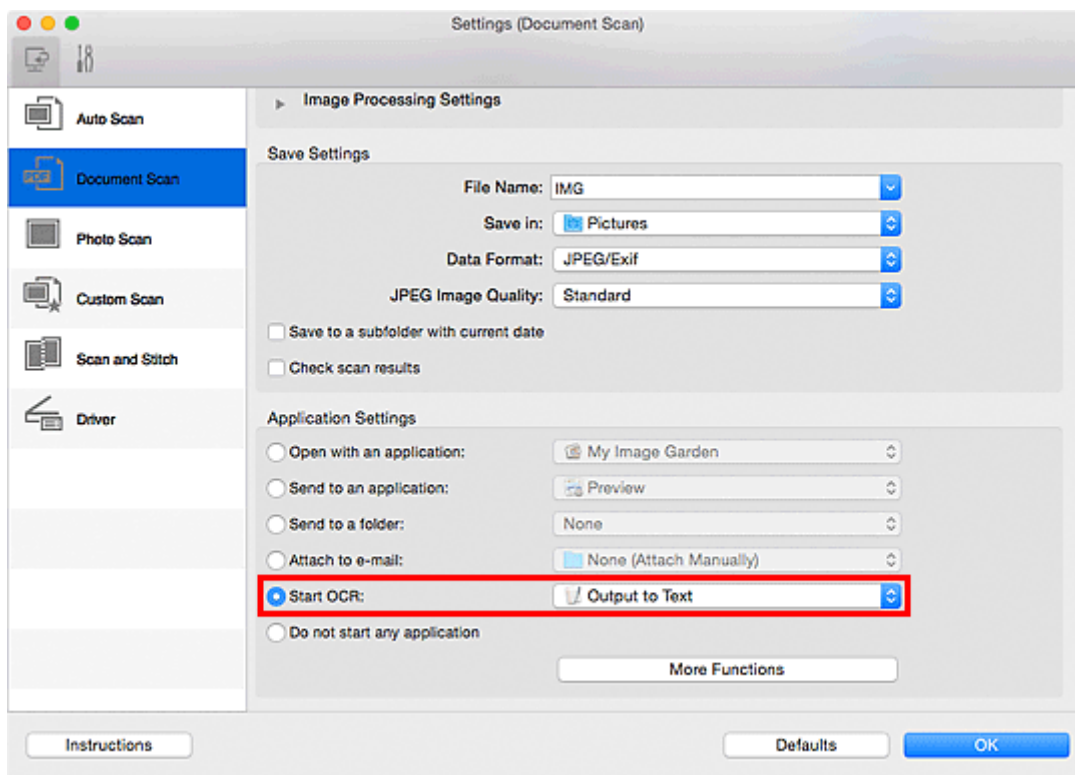 Settings (Document Scan)
Auto Scan
Document Scan
Photo Scan
Custom Scan
Scan and Stitch
Driver
Image Processing Settings
Save Settings
File Name: IMG
Save in: Pictures
Data Format: JPEG/Exif
JPEG Image Quality: Standard
Save to a subfolder with current date
Check scan results
Application Settings
Open with an application: My Image Garden
Send to an application: Preview
Send to a folder: None
Attach to e-mail: None (Attach Manually)
Start OCR: Output to Text
Do not start any application
More Functions
Instructions
Defaults
OK